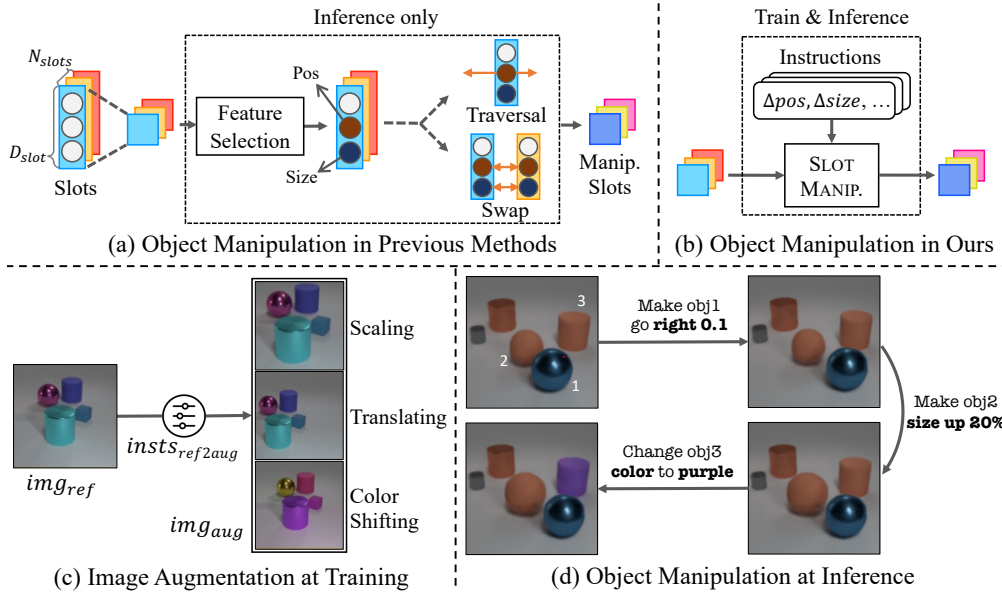 Inference only
N_slots
D_slot
Slots
Feature
Selection
Pos
Size
Traversal
Swap
Manip.
Slots
(a) Object Manipulation in Previous Methods
Train & Inference
Instructions
Δpos, Δsize, ...
SLOT
MANIP.
(b) Object Manipulation in Ours
img_ref
insts_ref2aug
img_aug
Scaling
Translating
Color
Shifting
(c) Image Augmentation at Training
3
2
1
Make obj1
go right 0.1
Make obj2
size up 20%
Change obj3
color to purple
(d) Object Manipulation at Inference